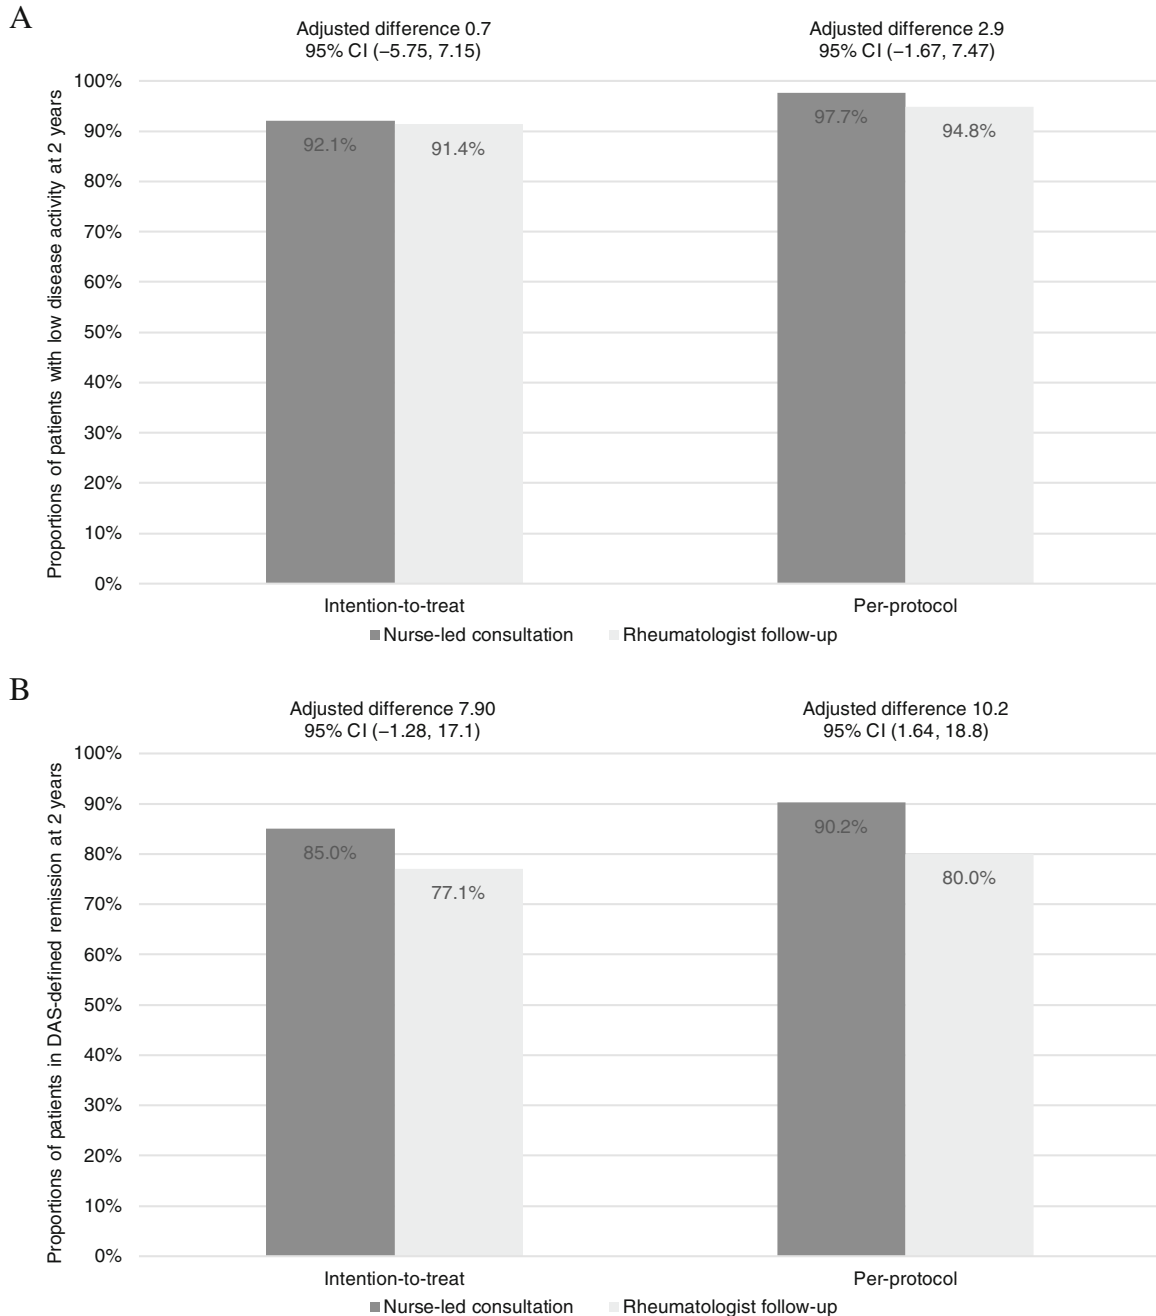 A
Adjusted difference 0.7
95% CI (−5.75, 7.15)
Adjusted difference 2.9
95% CI (−1.67, 7.47)
Proportions of patients with low disease activity at 2 years
100%
90%
80%
70%
60%
50%
40%
30%
20%
10%
0%
92.1%
91.4%
97.7%
94.8%
Intention-to-treat
Per-protocol
Nurse-led consultation
Rheumatologist follow-up
B
Adjusted difference 7.90
95% CI (−1.28, 17.1)
Adjusted difference 10.2
95% CI (1.64, 18.8)
Proportions of patients in DAS-defined remission at 2 years
100%
90%
80%
70%
60%
50%
40%
30%
20%
10%
0%
85.0%
77.1%
90.2%
80.0%
Intention-to-treat
Per-protocol
Nurse-led consultation
Rheumatologist follow-up